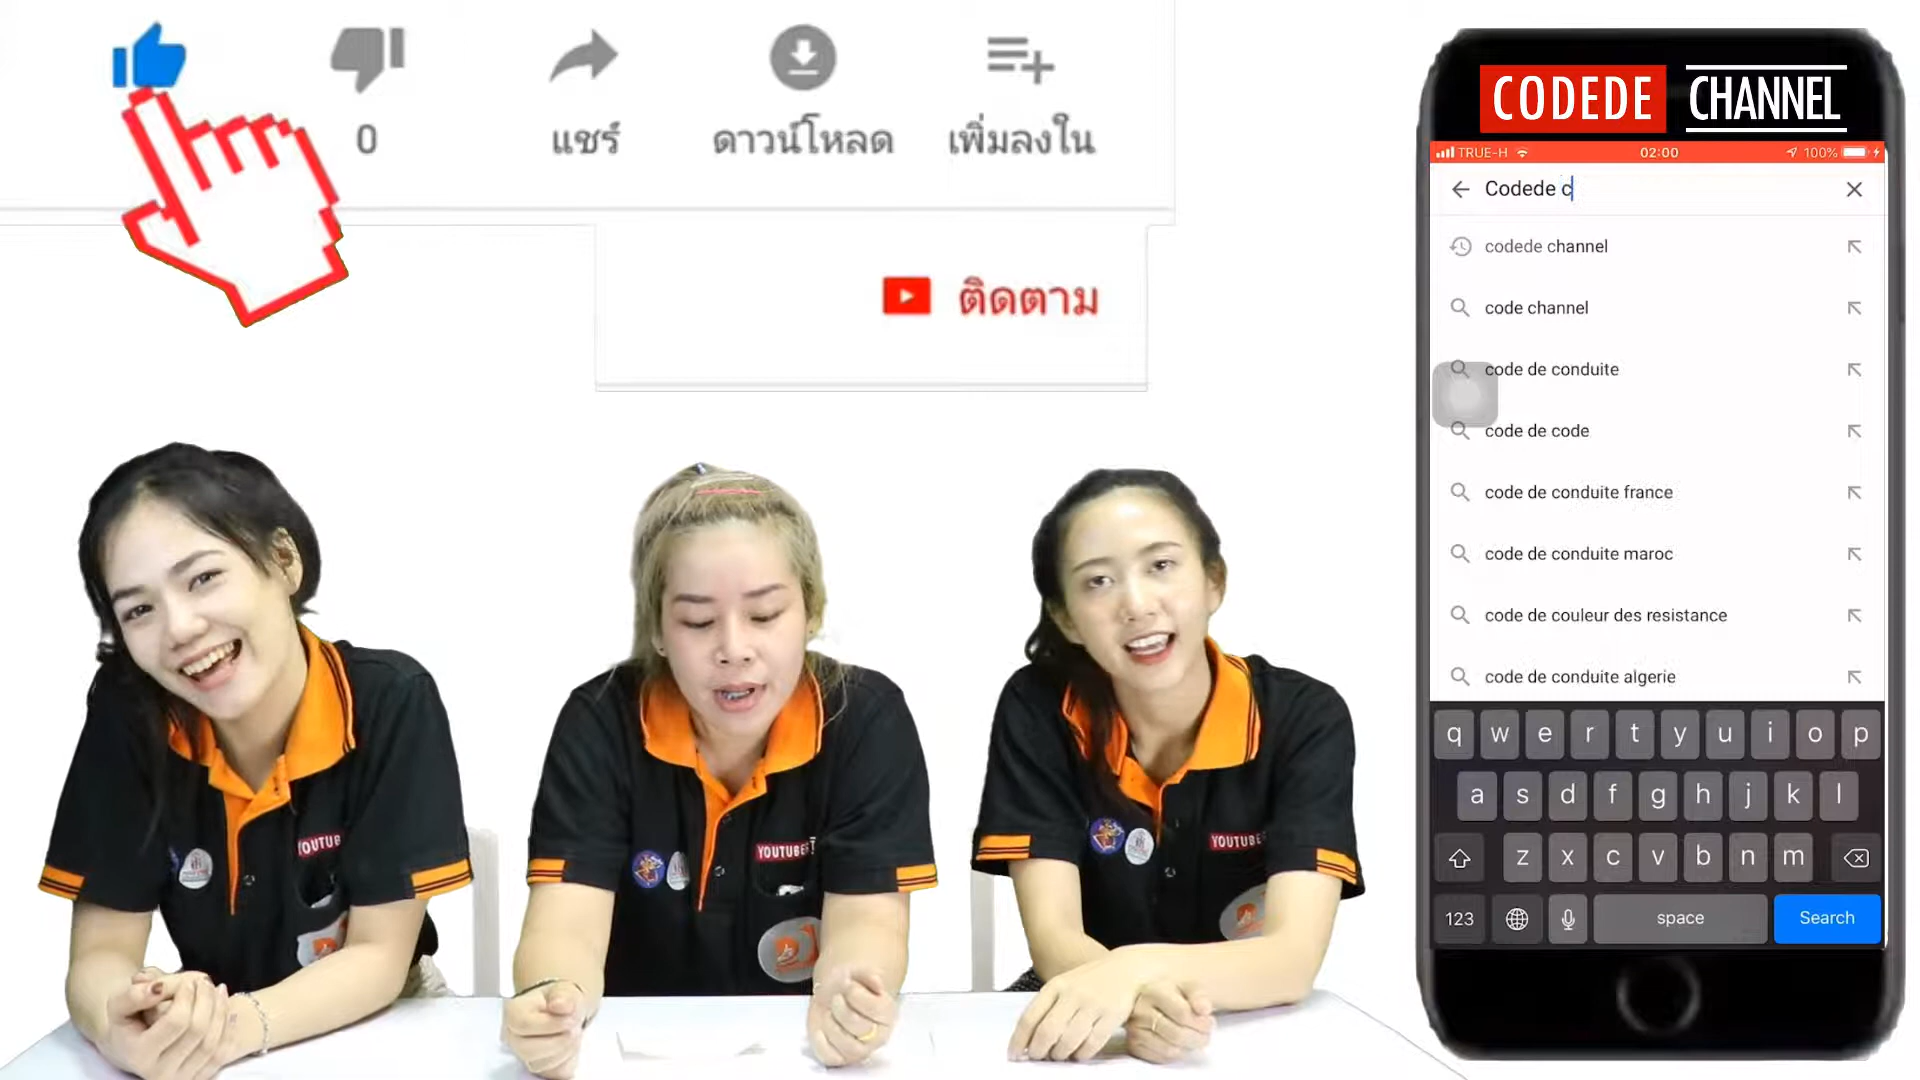 0
แชร์
ดาวน์โหลด
เพิ่มลงใน
ติดตาม
CODEDE CHANNEL
TRUE-H 02:00 100%
Codede c
codede channel
code channel
code de conduite
code de code
code de conduite france
code de conduite maroc
code de couleur des resistance
code de conduite algerie
q w e r t y u i o p
a s d f g h j k l
z x c v b n m
123 space Search
YOUTUBER
YOUTUBER